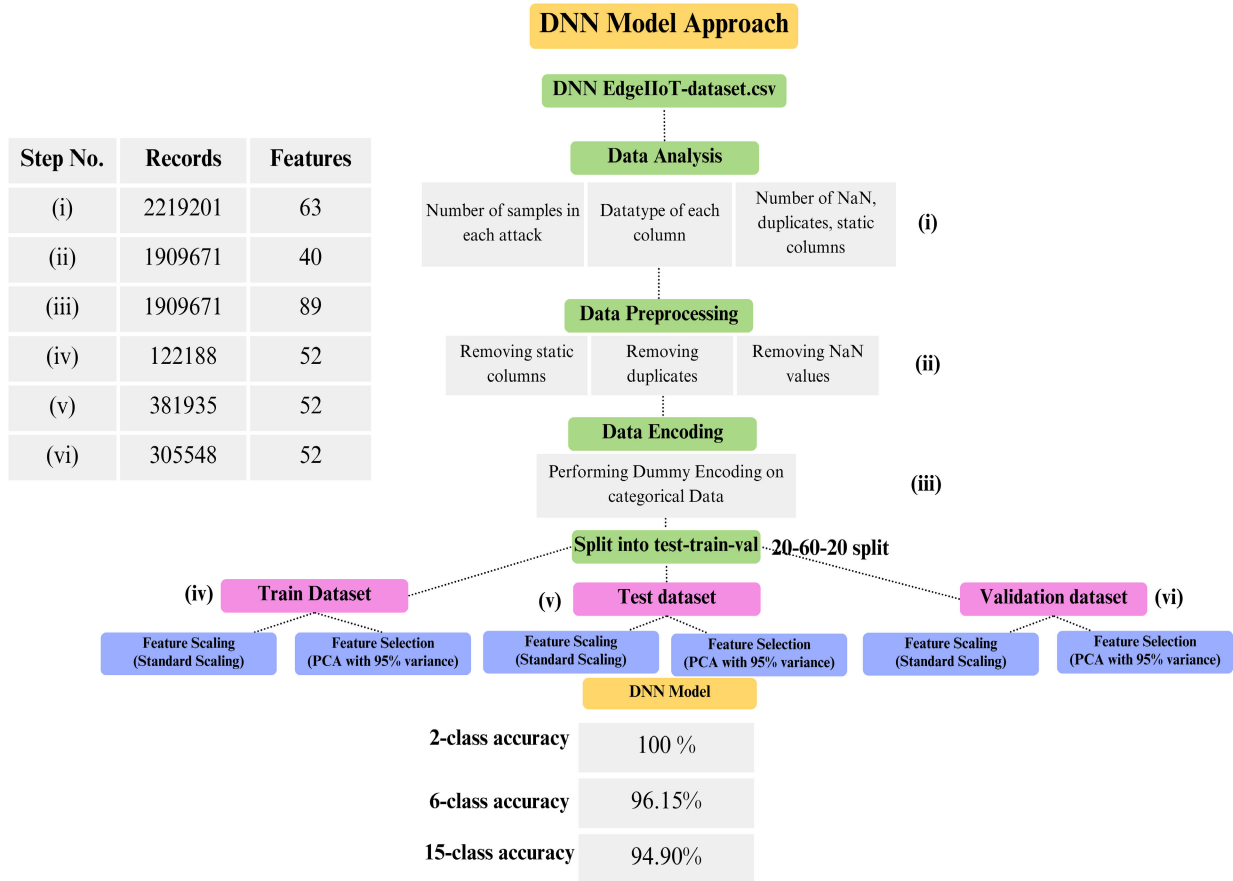 DNN Model Approach
DNN EdgeIIoT-dataset.csv
Data Analysis
Number of samples in
each attack
Datatype of each
column
Number of NaN,
duplicates, static
columns
(i)
Data Preprocessing
Removing static
columns
Removing
duplicates
Removing NaN
values
(ii)
Data Encoding
Performing Dummy Encoding on
categorical Data
(iii)
Split into test-train-val
20-60-20 split
(iv)
Train Dataset
(v)
Test dataset
Validation dataset
(vi)
Feature Scaling
(Standard Scaling)
Feature Selection
(PCA with 95% variance)
Feature Scaling
(Standard Scaling)
Feature Selection
(PCA with 95% variance)
Feature Scaling
(Standard Scaling)
Feature Selection
(PCA with 95% variance)
DNN Model
2-class accuracy
100 %
6-class accuracy
96.15%
15-class accuracy
94.90%
Step No. Records Features
(i) 2219201 63
(ii) 1909671 40
(iii) 1909671 89
(iv) 122188 52
(v) 381935 52
(vi) 305548 52